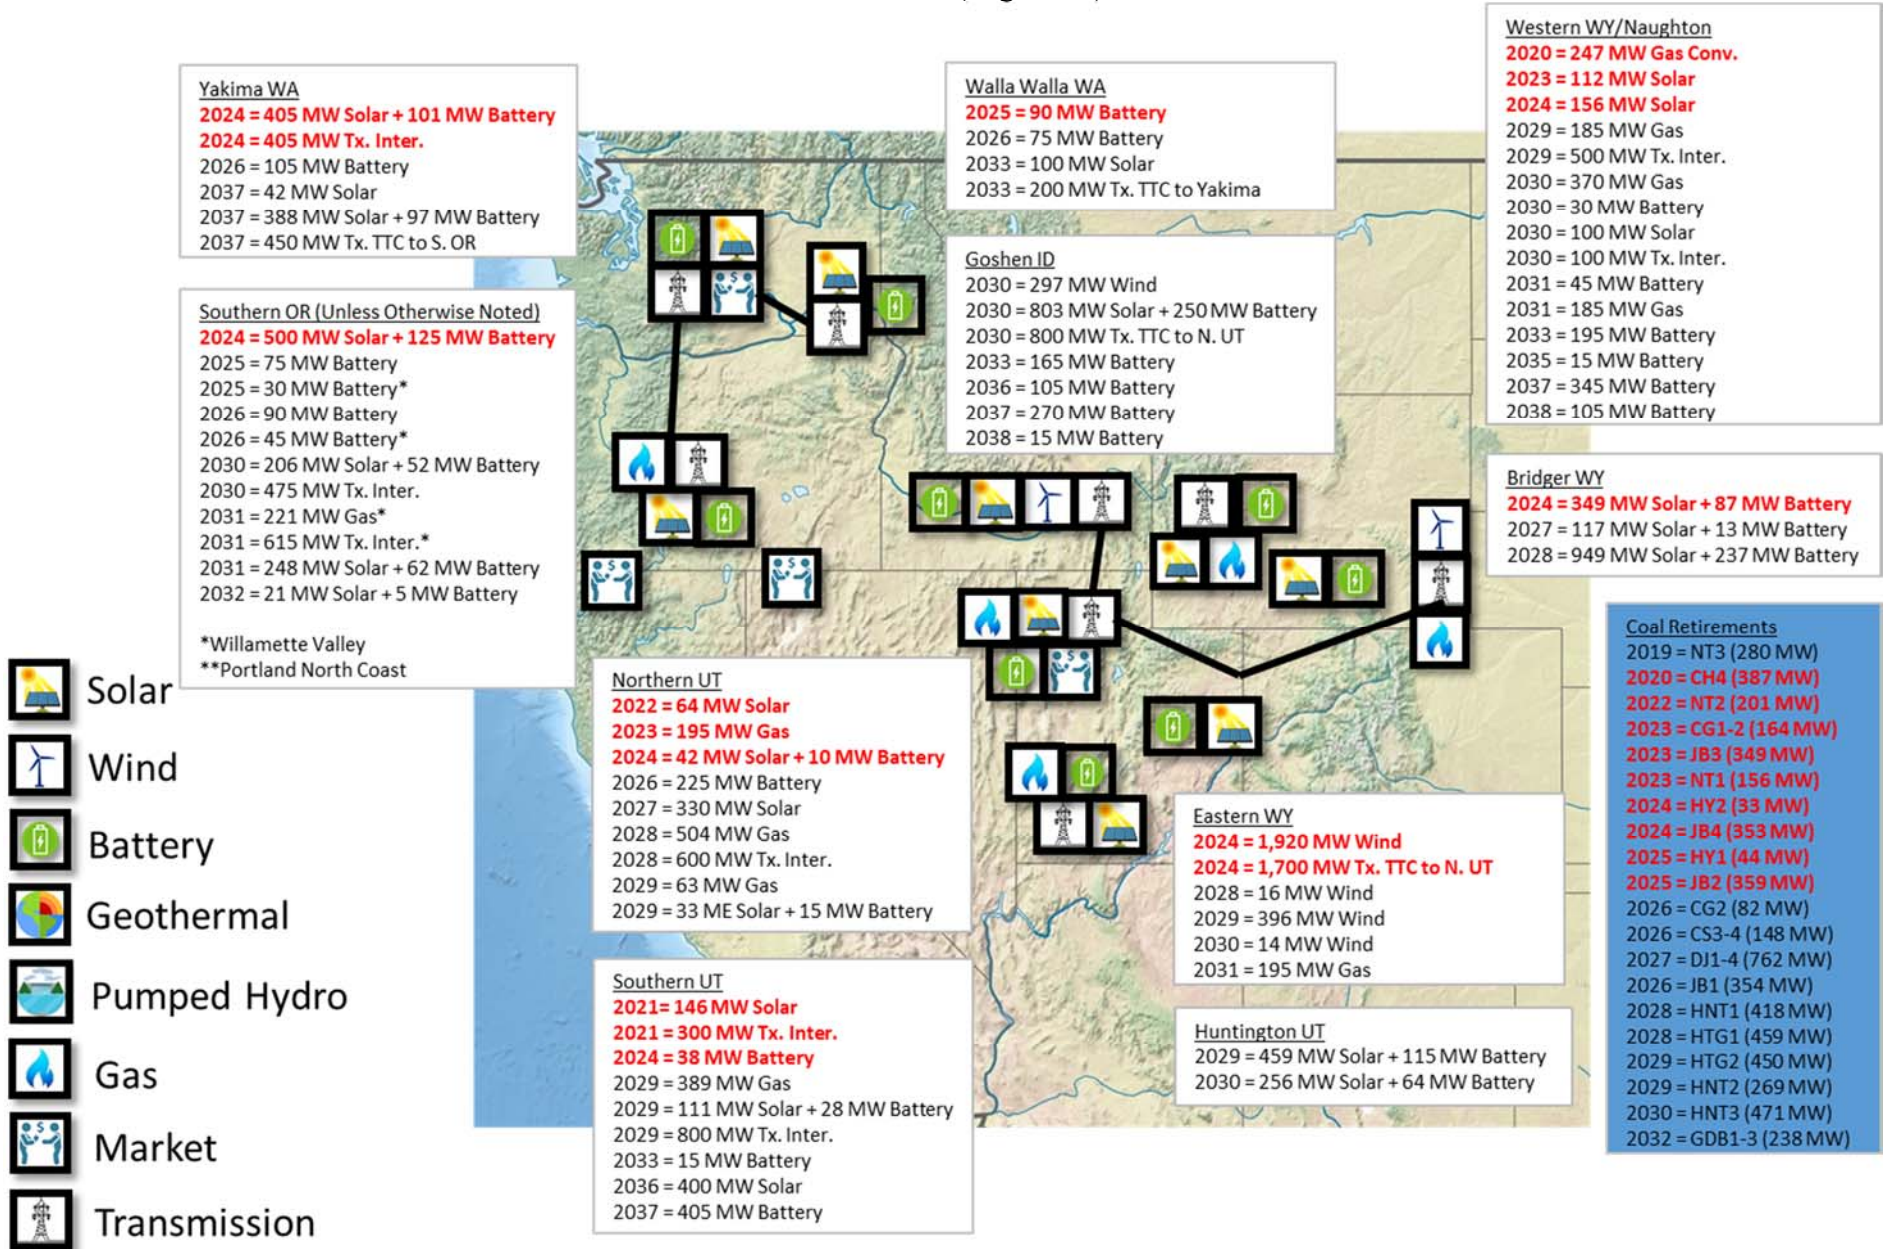 Yakima WA
2024 = 405 MW Solar + 101 MW Battery
2024 = 405 MW Tx. Inter.
2026 = 105 MW Battery
2037 = 42 MW Solar
2037 = 388 MW Solar + 97 MW Battery
2037 = 450 MW Tx. TTC to S. OR
Southern OR (Unless Otherwise Noted)
2024 = 500 MW Solar + 125 MW Battery
2025 = 75 MW Battery
2025 = 30 MW Battery*
2026 = 90 MW Battery
2026 = 45 MW Battery*
2030 = 206 MW Solar + 52 MW Battery
2030 = 475 MW Tx. Inter.
2031 = 221 MW Gas*
2031 = 615 MW Tx. Inter.*
2031 = 248 MW Solar + 62 MW Battery
2032 = 21 MW Solar + 5 MW Battery
*Willamette Valley
**Portland North Coast
Walla Walla WA
2025 = 90 MW Battery
2026 = 75 MW Battery
2033 = 100 MW Solar
2033 = 200 MW Tx. TTC to Yakima
Goshen ID
2030 = 297 MW Wind
2030 = 803 MW Solar + 250 MW Battery
2030 = 800 MW Tx. TTC to N. UT
2033 = 165 MW Battery
2036 = 105 MW Battery
2037 = 270 MW Battery
2038 = 15 MW Battery
Western WY/Naughton
2020 = 247 MW Gas Conv.
2023 = 112 MW Solar
2024 = 156 MW Solar
2029 = 185 MW Gas
2029 = 500 MW Tx. Inter.
2030 = 370 MW Gas
2030 = 30 MW Battery
2030 = 100 MW Solar
2030 = 100 MW Tx. Inter.
2031 = 45 MW Battery
2031 = 185 MW Gas
2033 = 195 MW Battery
2035 = 15 MW Battery
2037 = 345 MW Battery
2038 = 105 MW Battery
Bridger WY
2024 = 349 MW Solar + 87 MW Battery
2027 = 117 MW Solar + 13 MW Battery
2028 = 949 MW Solar + 237 MW Battery
Coal Retirements
2019 = NT3 (280 MW)
2020 = CH4 (387 MW)
2022 = NT2 (201 MW)
2023 = CG1-2 (164 MW)
2023 = JB3 (349 MW)
2023 = NT1 (156 MW)
2024 = HY2 (33 MW)
2024 = JB4 (353 MW)
2025 = HY1 (44 MW)
2025 = JB2 (359 MW)
2026 = CG2 (82 MW)
2026 = CS3-4 (148 MW)
2027 = DJ1-4 (762 MW)
2026 = JB1 (354 MW)
2028 = HNT1 (418 MW)
2028 = HTG1 (459 MW)
2029 = HTG2 (450 MW)
2029 = HNT2 (269 MW)
2030 = HNT3 (471 MW)
2032 = GDB1-3 (238 MW)
Northern UT
2022 = 64 MW Solar
2023 = 195 MW Gas
2024 = 42 MW Solar + 10 MW Battery
2026 = 225 MW Battery
2027 = 330 MW Solar
2028 = 504 MW Gas
2028 = 600 MW Tx. Inter.
2029 = 63 MW Gas
2029 = 33 ME Solar + 15 MW Battery
Southern UT
2021= 146 MW Solar
2021 = 300 MW Tx. Inter.
2024 = 38 MW Battery
2029 = 389 MW Gas
2029 = 111 MW Solar + 28 MW Battery
2029 = 800 MW Tx. Inter.
2033 = 15 MW Battery
2036 = 400 MW Solar
2037 = 405 MW Battery
Eastern WY
2024 = 1,920 MW Wind
2024 = 1,700 MW Tx. TTC to N. UT
2028 = 16 MW Wind
2029 = 396 MW Wind
2030 = 14 MW Wind
2031 = 195 MW Gas
Huntington UT
2029 = 459 MW Solar + 115 MW Battery
2030 = 256 MW Solar + 64 MW Battery
Solar
Wind
Battery
Geothermal
Pumped Hydro
Gas
Market
Transmission